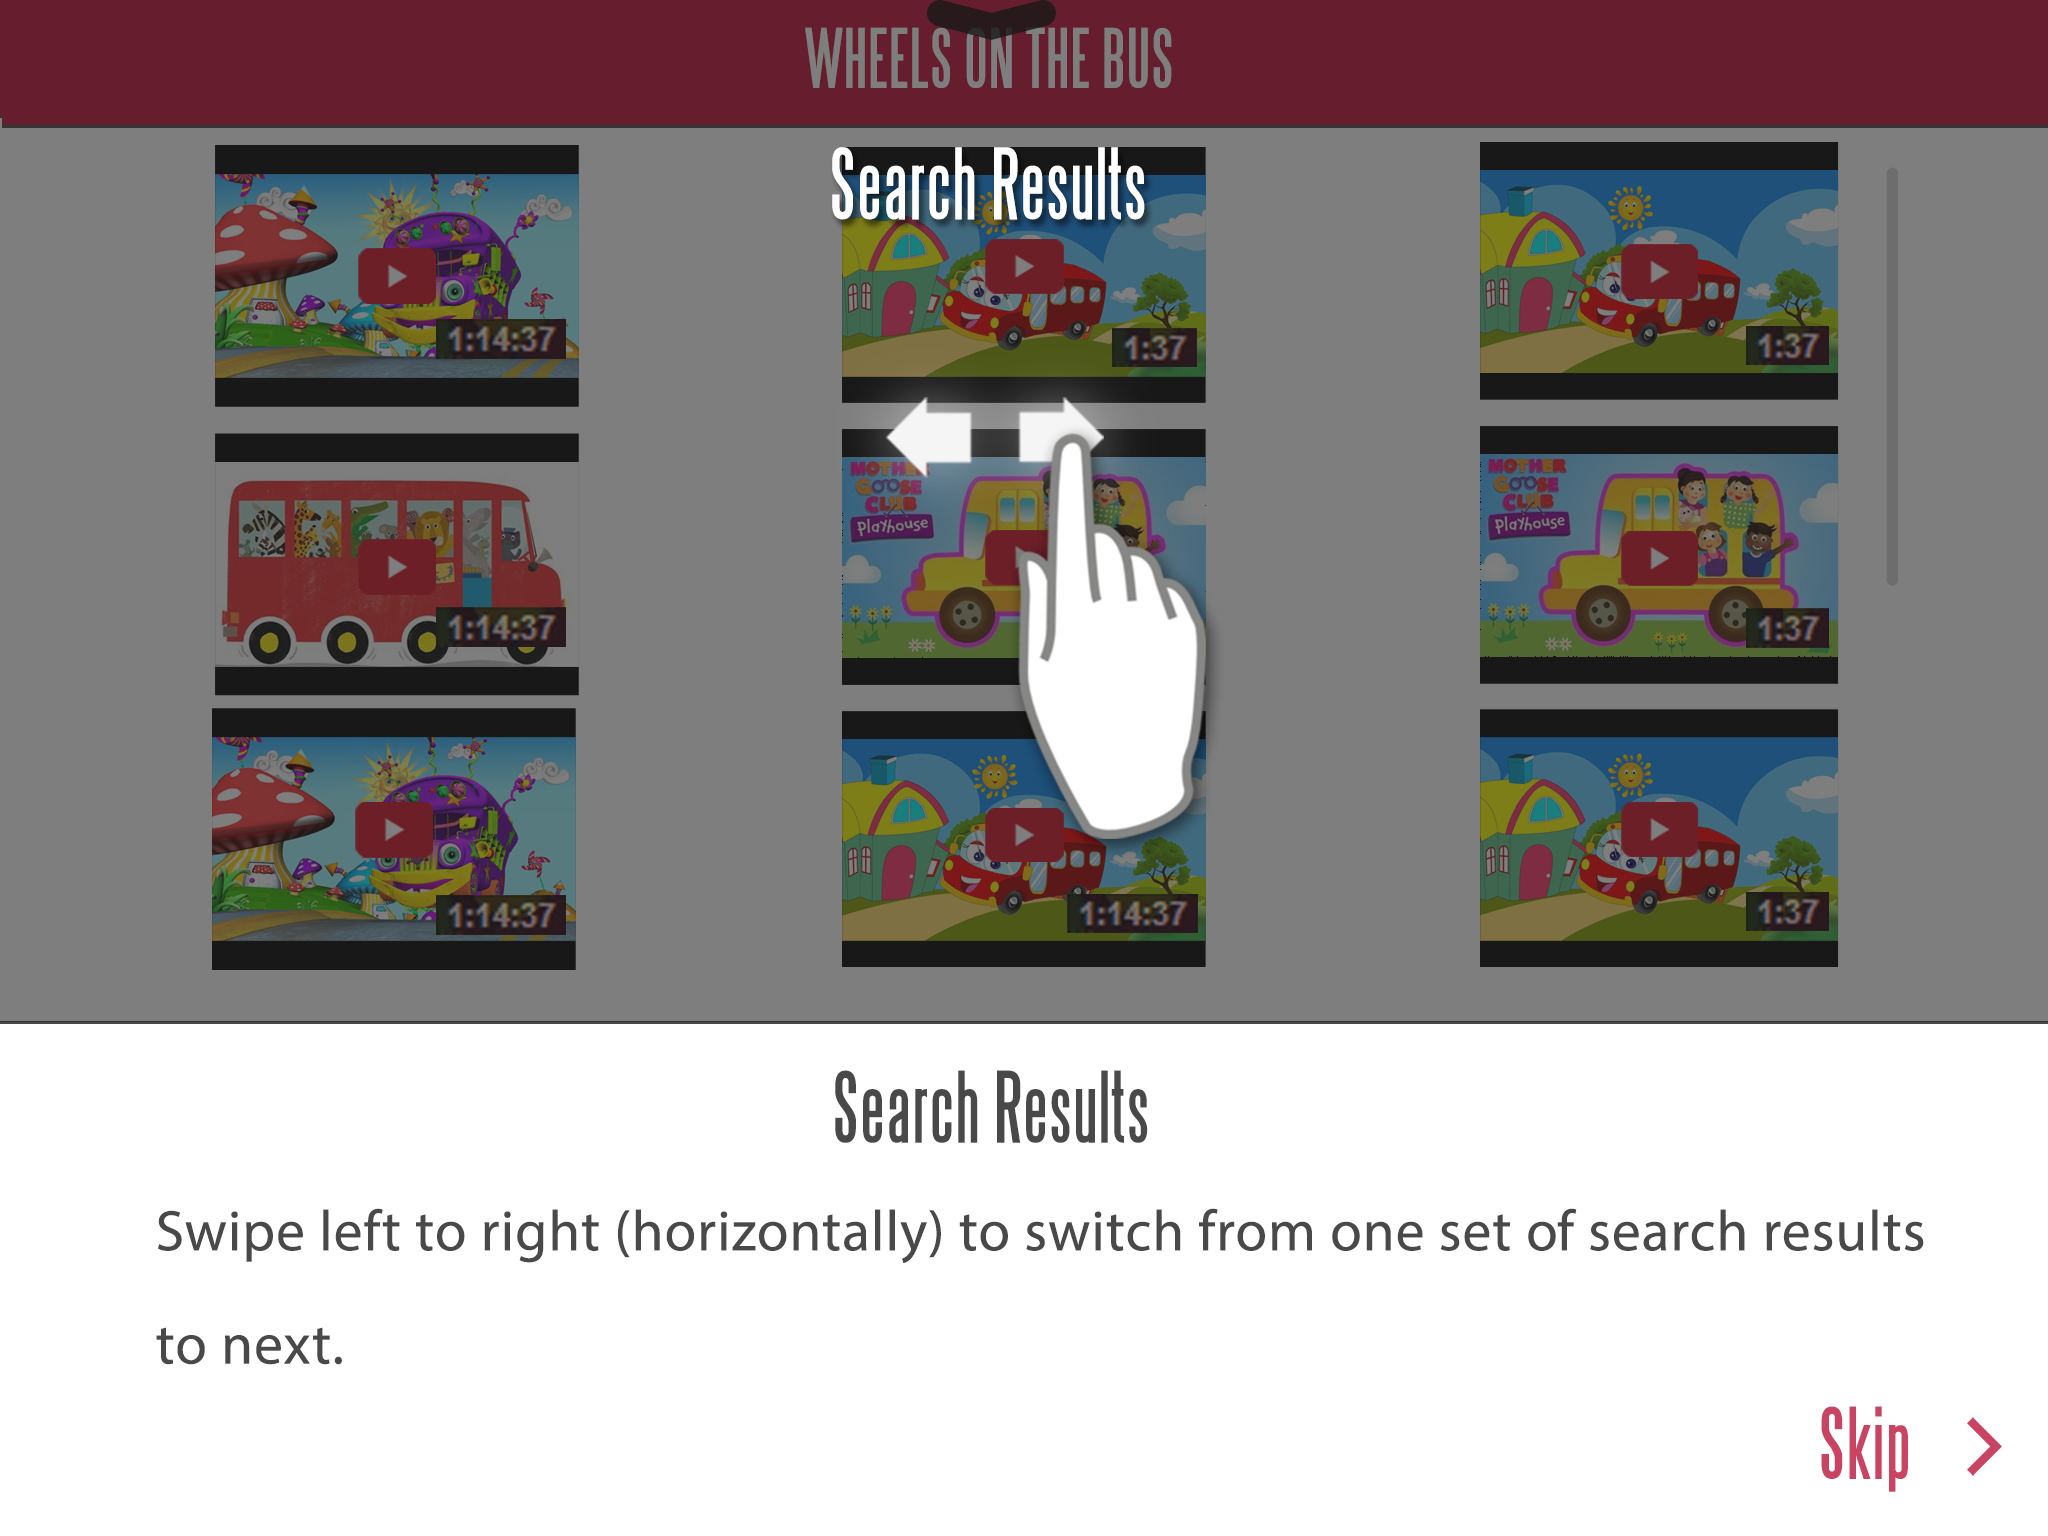 WHEELS ON THE BUS
Search Results
1:14:37
1:37
1:37
MOTHER
GOOSE
CLUB
Playhouse
MOTHER
GOOSE
CLUB
Playhouse
1:14:37
1:37
1:14:37
1:14:37
1:37
Search Results
Swipe left to right (horizontally) to switch from one set of search results
to next.
Skip